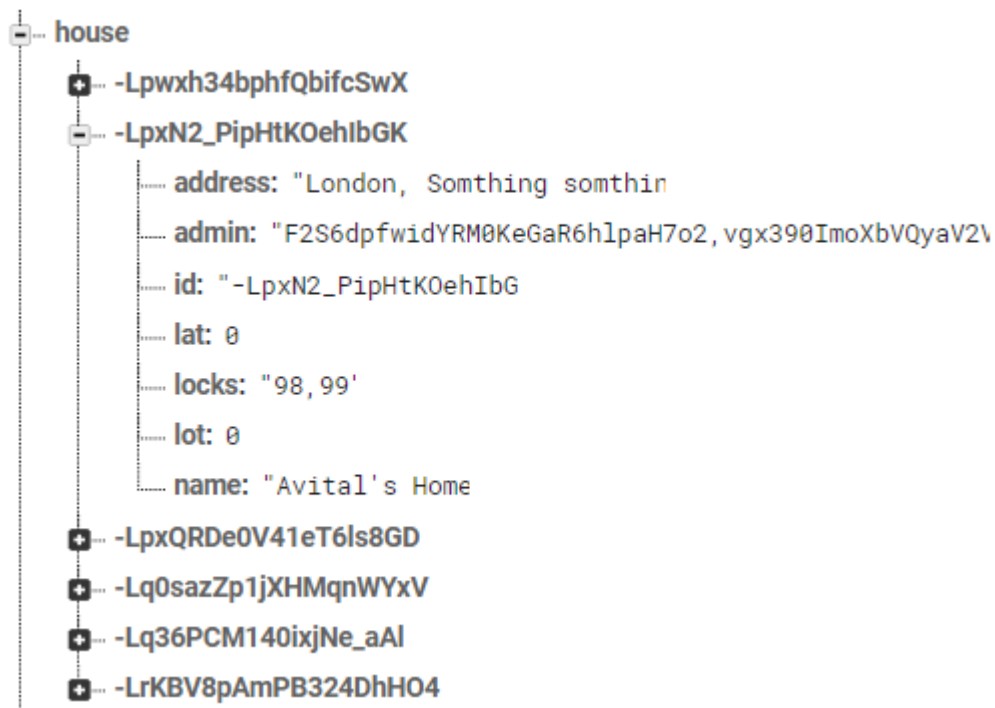 house
-Lpwxh34bphfQbifcSwX
-LpxN2_PipHtKOehIbGK
address: "London, Somthing somthin
admin: "F2S6dpfwidYRM0KeGaR6hlpaH7o2,vgx390ImoXbVQyaV2V
id: "-LpxN2_PipHtKOehIbG
lat: 0
locks: "98,99'
lot: 0
name: "Avital's Home
-LpxQRDe0V41eT6ls8GD
-Lq0sazZp1jXHMqnWYxV
-Lq36PCM140ixjNe_aAl
-LrKBV8pAmPB324DhHO4